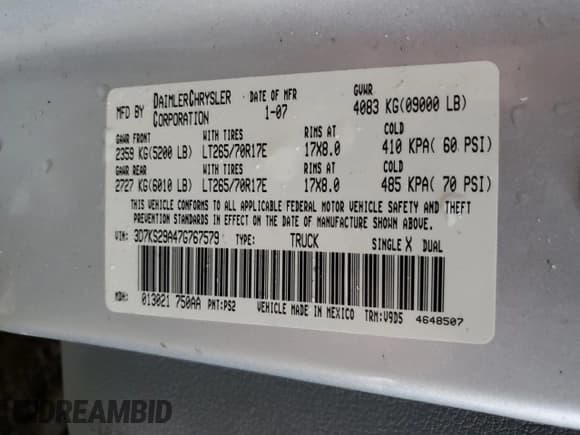 MFD BY DAIMLERCHRYSLER CORPORATION DATE OF MFR 1-07 GVWR 4083 KG(09000 LB)
GAWR FRONT WITH TIRES RIMS AT COLD
2359 KG(5200 LB) LT265/70R17E 17X8.0 410 KPA( 60 PSI)
GAWR REAR WITH TIRES RIMS AT COLD
2727 KG(6010 LB) LT265/70R17E 17X8.0 485 KPA( 70 PSI)
THIS VEHICLE CONFORMS TO ALL APPLICABLE FEDERAL MOTOR VEHICLE SAFETY AND THEFT
PREVENTION STANDARDS IN EFFECT ON THE DATE OF MANUFACTURE SHOWN ABOVE.
VIN: 3D7KS29A47G767579 TYPE: TRUCK SINGLE X DUAL
MDH: 013021 750AA PNT:PS2 VEHICLE MADE IN MEXICO TRM:V9D5 4648507
DREAMBID